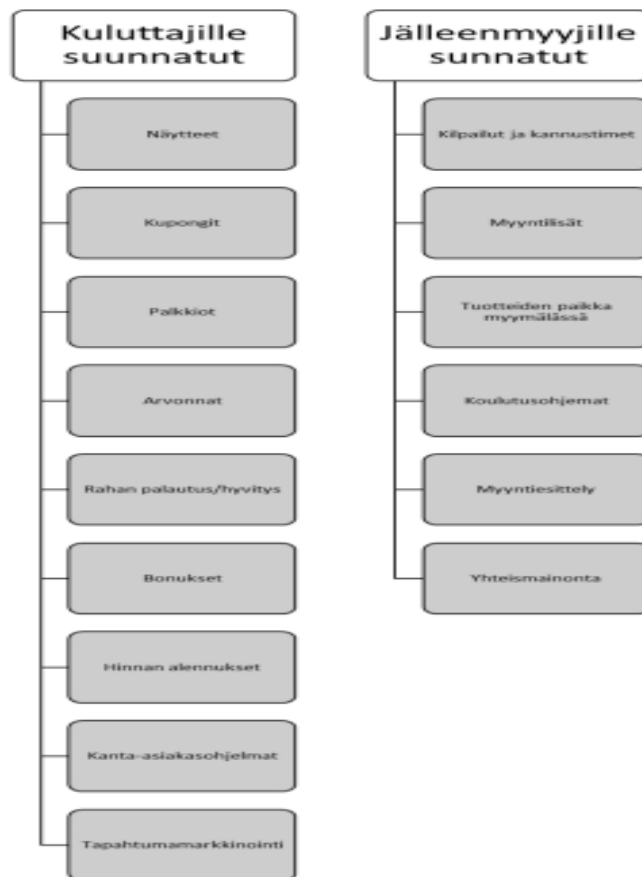 Kuluttajille
suunnatut
Näytteet
Kupongit
Palkkiot
Arvonnat
Rahan palautus/hyvitys
Bonukset
Hinnan alennukset
Kanta-asiakasohjelmat
Tapahtumamarkkinointi
Jälleenmyyjille
sunnatut
Kilpailut ja kannustimet
Myyntilisät
Tuotteiden paikka
myymälässä
Koulutusohjemat
Myyntiesittely
Yhteismainonta